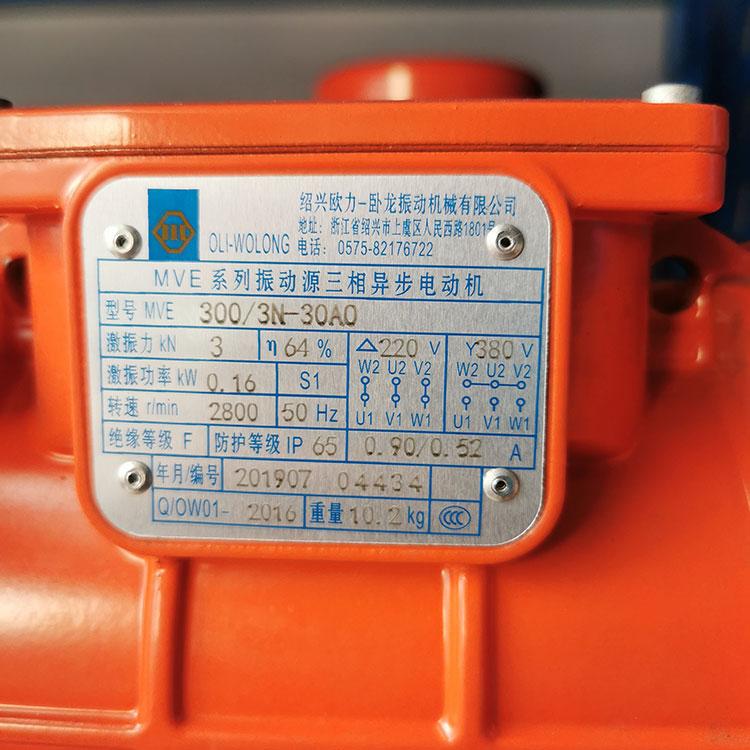 绍兴欧力-卧龙振动机械有限公司
地址: 浙江省绍兴市上虞区人民西路1801号
OLI-WOLONG 电话: 0575-82176722
MVE 系列振动源三相异步电动机
型号 MVE 300/3N-30A0
激振力 kN 3 η 64 % △ 220 V Y 380 V
W2 U2 V2 W2 U2 V2
激振功率 kW 0.16 S1
转速 r/min 2800 50 Hz U1 V1 W1 U1 V1 W1
绝缘等级 F 防护等级 IP 65 0.90/0.52 A
年月/编号 201907 04434
Q/OW01- 2016 重量 10.2 kg CCC